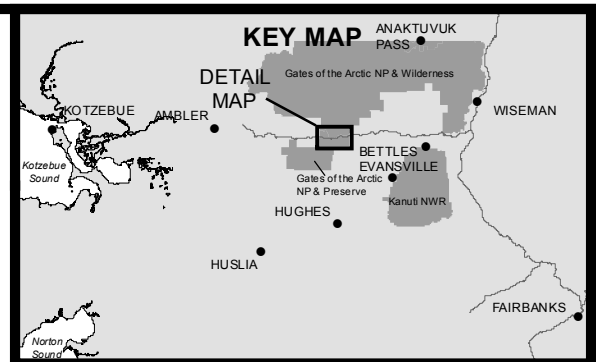 KEY MAP
ANAKTUVUK
PASS
DETAIL
MAP
Gates of the Arctic NP & Wilderness
KOTZEBUE
AMBLER
WISEMAN
Kotzebue
Sound
BETTLES
EVANSVILLE
Gates of the Arctic
NP & Preserve
Kanuti NWR
HUGHES
HUSLIA
FAIRBANKS
Norton
Sound